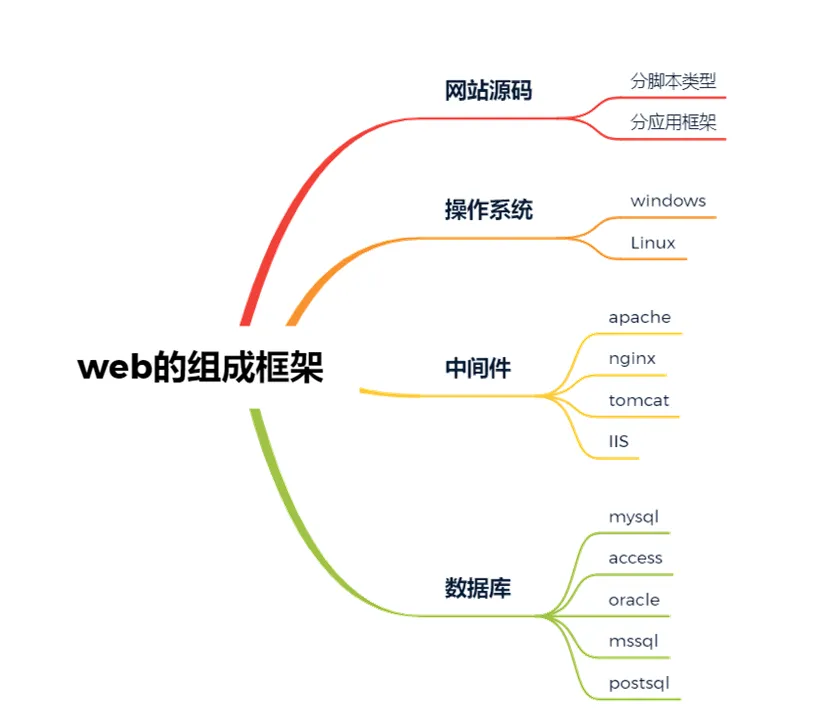 web的组成框架
网站源码
分脚本类型
分应用框架
操作系统
windows
Linux
中间件
apache
nginx
tomcat
IIS
数据库
mysql
access
oracle
mssql
postsql